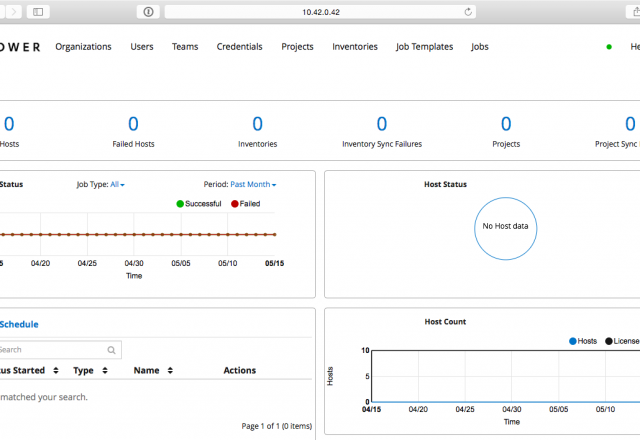 10.42.0.42
OWER Organizations Users Teams Credentials Projects Inventories Job Templates Jobs He
0 0 0 0 0 0
Hosts Failed Hosts Inventories Inventory Sync Failures Projects Project Sync
Status Job Type: All Period: Past Month
Successful Failed
5 04/20 04/25 04/30 05/05 05/10 05/15
Time
Host Status
No Host data
Schedule
Search
us Started Type Name Actions
matched your search.
Page 1 of 1 (0 items)
Host Count
Hosts License
10
5
0
Hosts
04/15 04/20 04/25 04/30 05/05 05/10
Time